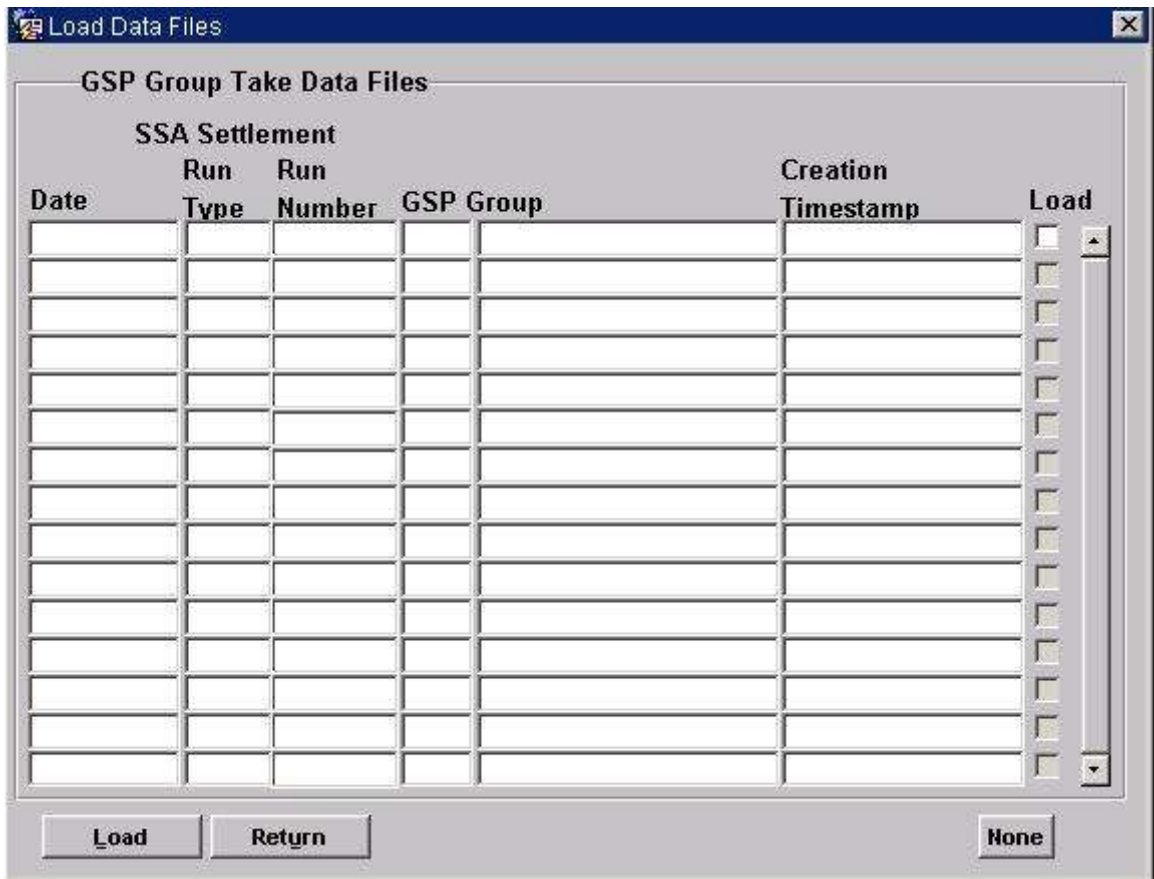 Load Data Files
GSP Group Take Data Files
SSA Settlement
Run Run Creation
Date Type Number GSP Group Timestamp Load
Load Return None